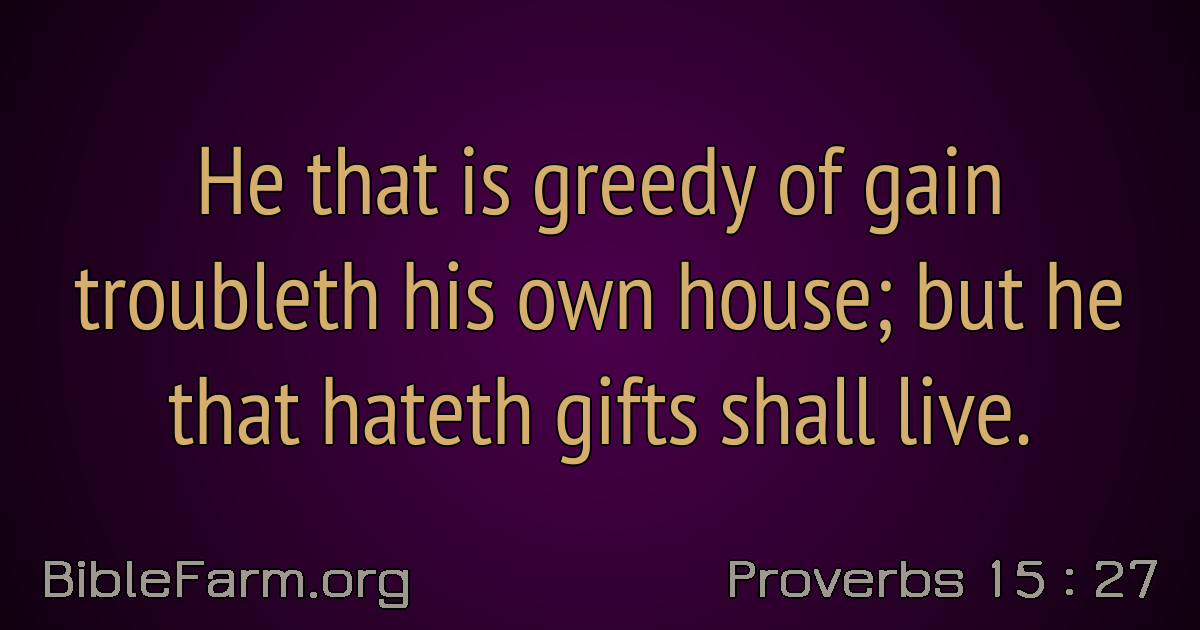 He that is greedy of gain
troubleth his own house; but he
that hateth gifts shall live.
BibleFarm.org
Proverbs 15 : 27